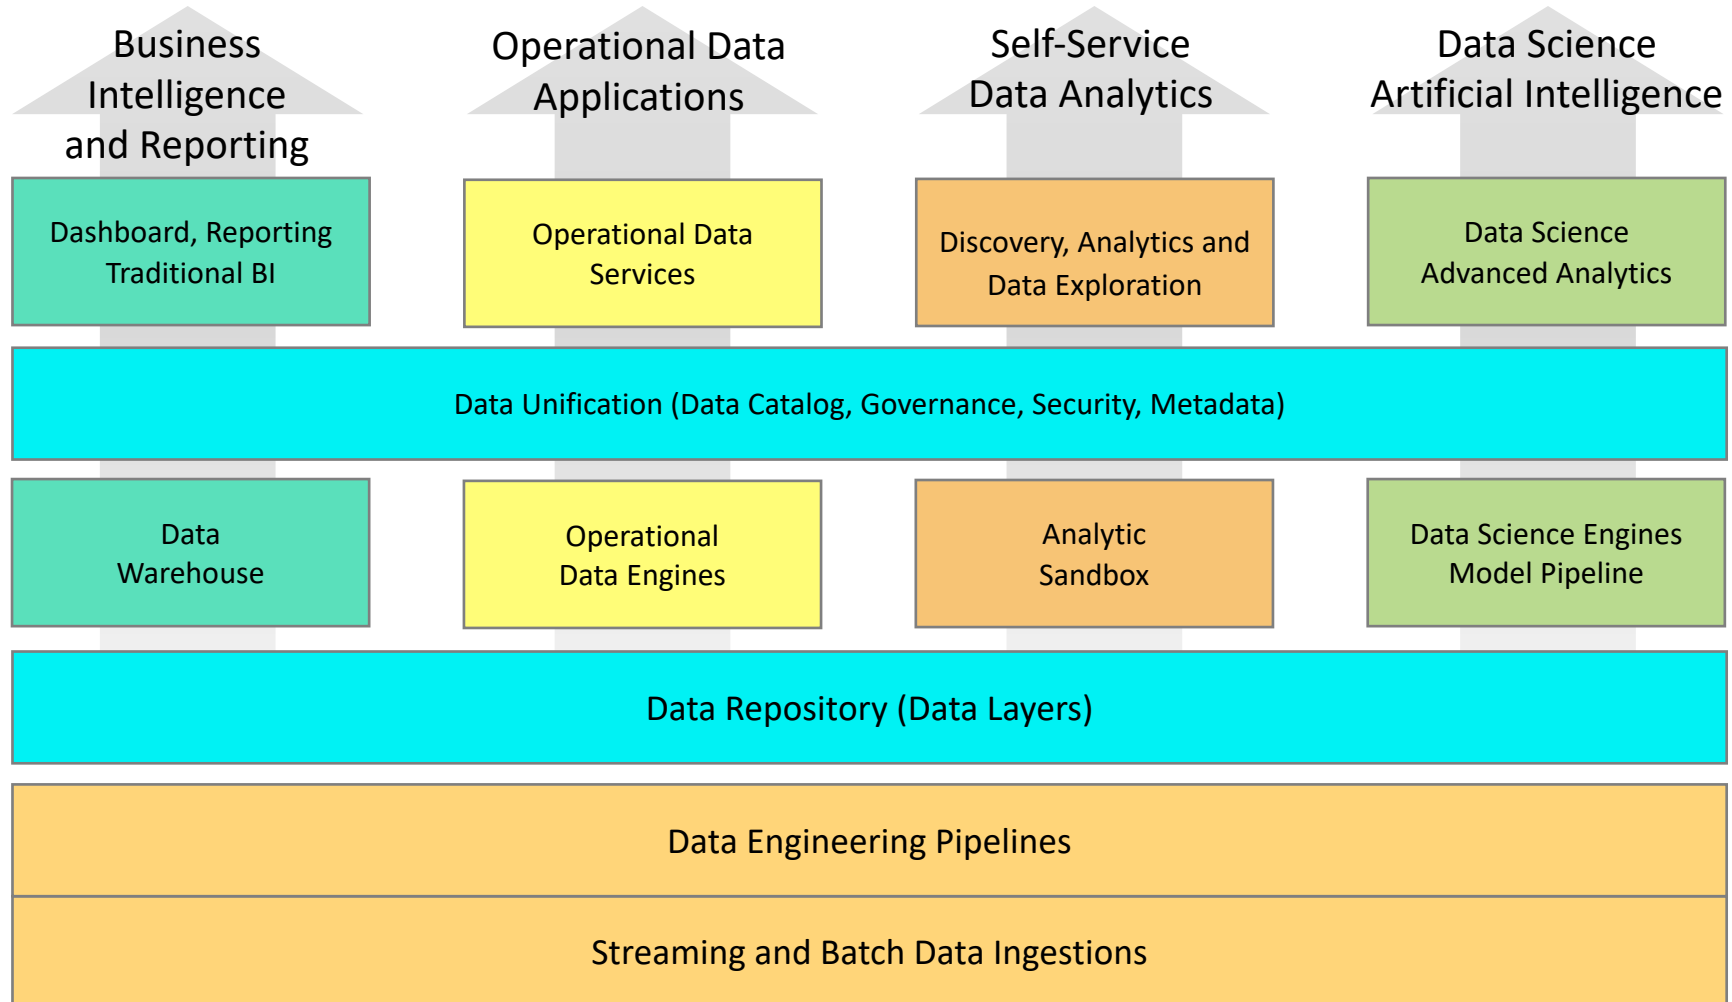 Business
Intelligence
and Reporting
Operational Data
Applications
Self-Service
Data Analytics
Data Science
Artificial Intelligence
Dashboard, Reporting
Traditional BI
Operational Data
Services
Discovery, Analytics and
Data Exploration
Data Science
Advanced Analytics
Data Unification (Data Catalog, Governance, Security, Metadata)
Data
Warehouse
Operational
Data Engines
Analytic
Sandbox
Data Science Engines
Model Pipeline
Data Repository (Data Layers)
Data Engineering Pipelines
Streaming and Batch Data Ingestions